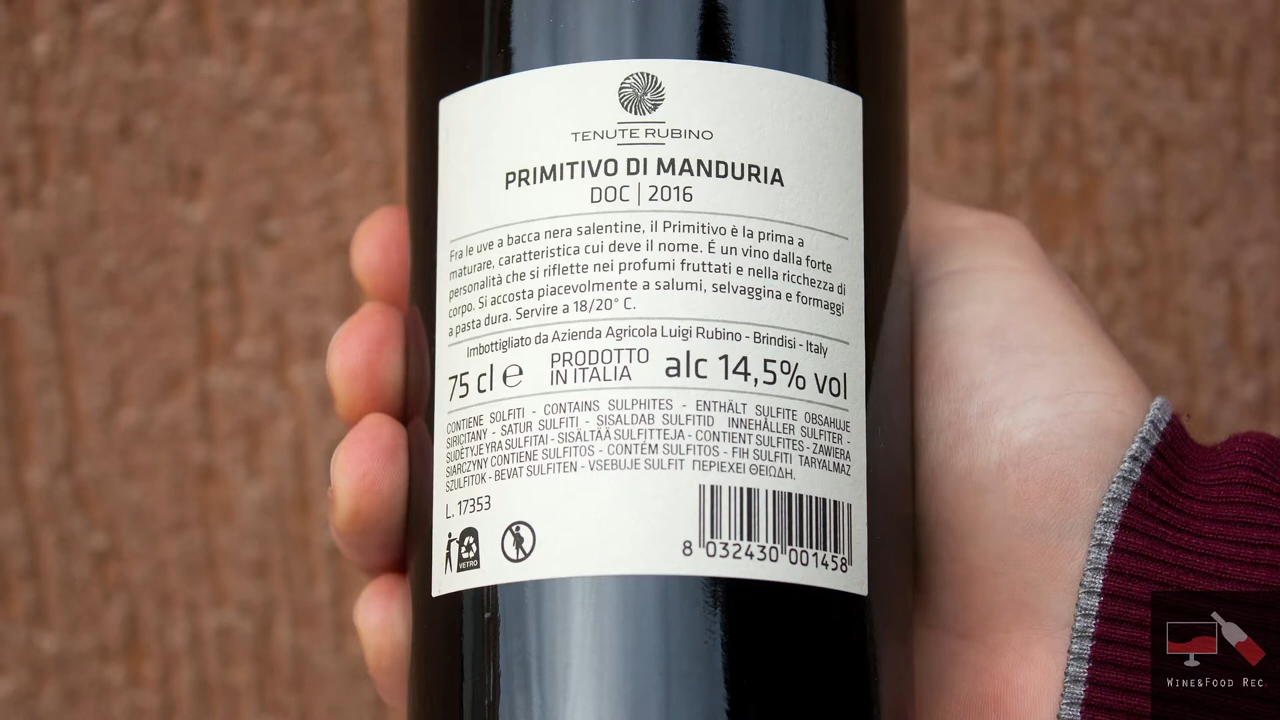 TENUTE RUBINO
PRIMITIVO DI MANDURIA
DOC | 2016
Fra le uve a bacca nera salentine, il Primitivo è la prima a
maturare, caratteristica cui deve il nome. É un vino dalla forte
personalità che si riflette nei profumi fruttati e nella ricchezza di
corpo. Si accosta piacevolmente a salumi, selvaggina e formaggi
a pasta dura. Servire a 18/20° C.
Imbottigliato da Azienda Agricola Luigi Rubino - Brindisi - Italy
75 cl ℮ PRODOTTO IN ITALIA alc 14,5% vol
CONTIENE SOLFITI - CONTAINS SULPHITES - ENTHÄLT SULFITE OBSAHUJE
SIRICITANY - SATUR SULFITI - SISALDAB SULFITID INNEHÅLLER SULFITER -
SUDĖTYJE YRA SULFITAI - SISÄLTÄÄ SULFITTEJA - CONTIENT SULFITES - ZAWIERA
SIARCZYNY CONTIENE SULFITOS - CONTÉM SULFITOS - FIH SULFITI TARYALMAZ
SZULFITOK - BEVAT SULFITEN - VSEBUJE SULFIT ΠΕΡΙΕΧΕΙ ΘΕΙΩΔΗ.
L. 17353
VETRO
8 032430 001458
WINE&FOOD REC